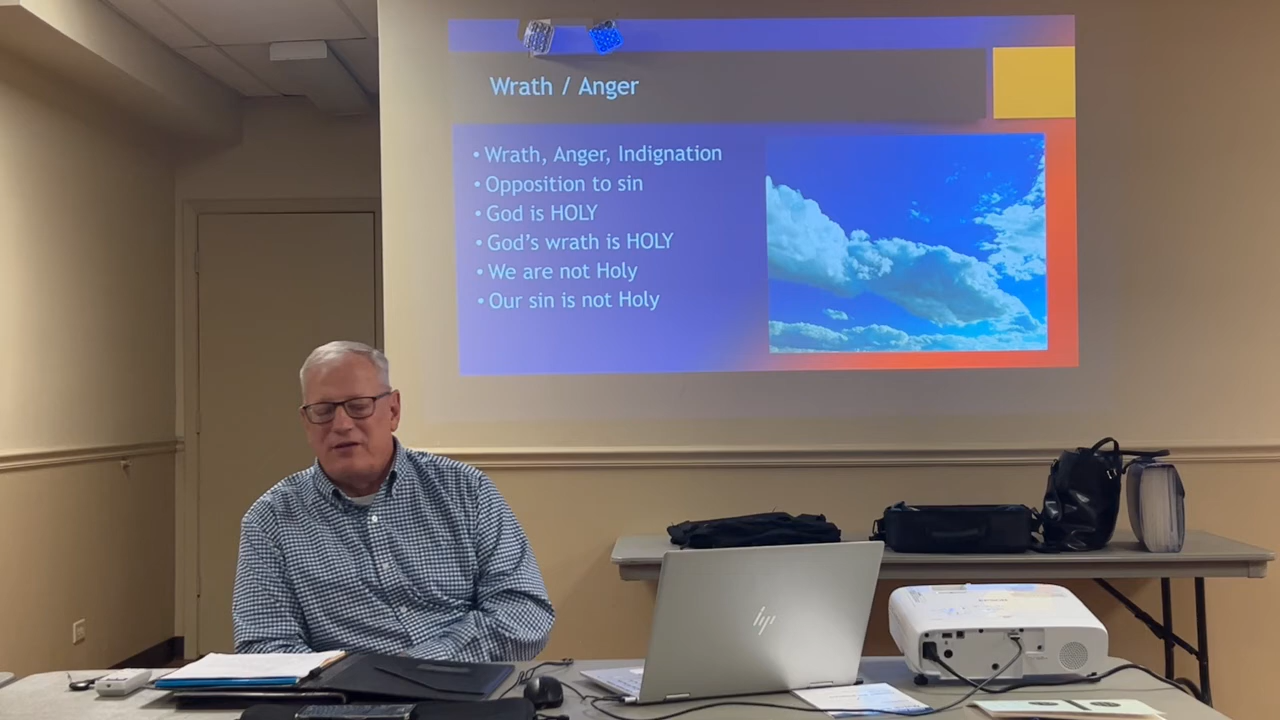 Wrath / Anger
• Wrath, Anger, Indignation
• Opposition to sin
• God is HOLY
• God's wrath is HOLY
• We are not Holy
• Our sin is not Holy
hp